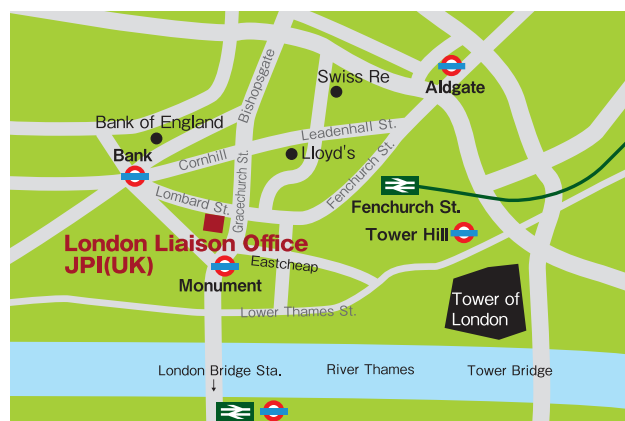 Bishopsgate
Swiss Re
Aldgate
Bank of England
Leadenhall St.
Bank
Cornhill
Lloyd's
Fenchurch St.
Lombard St.
Gracechurch St.
Fenchurch St.
London Liaison Office
JPI(UK)
Tower Hill
Eastcheap
Monument
Tower of
London
Lower Thames St.
London Bridge Sta.
River Thames
Tower Bridge